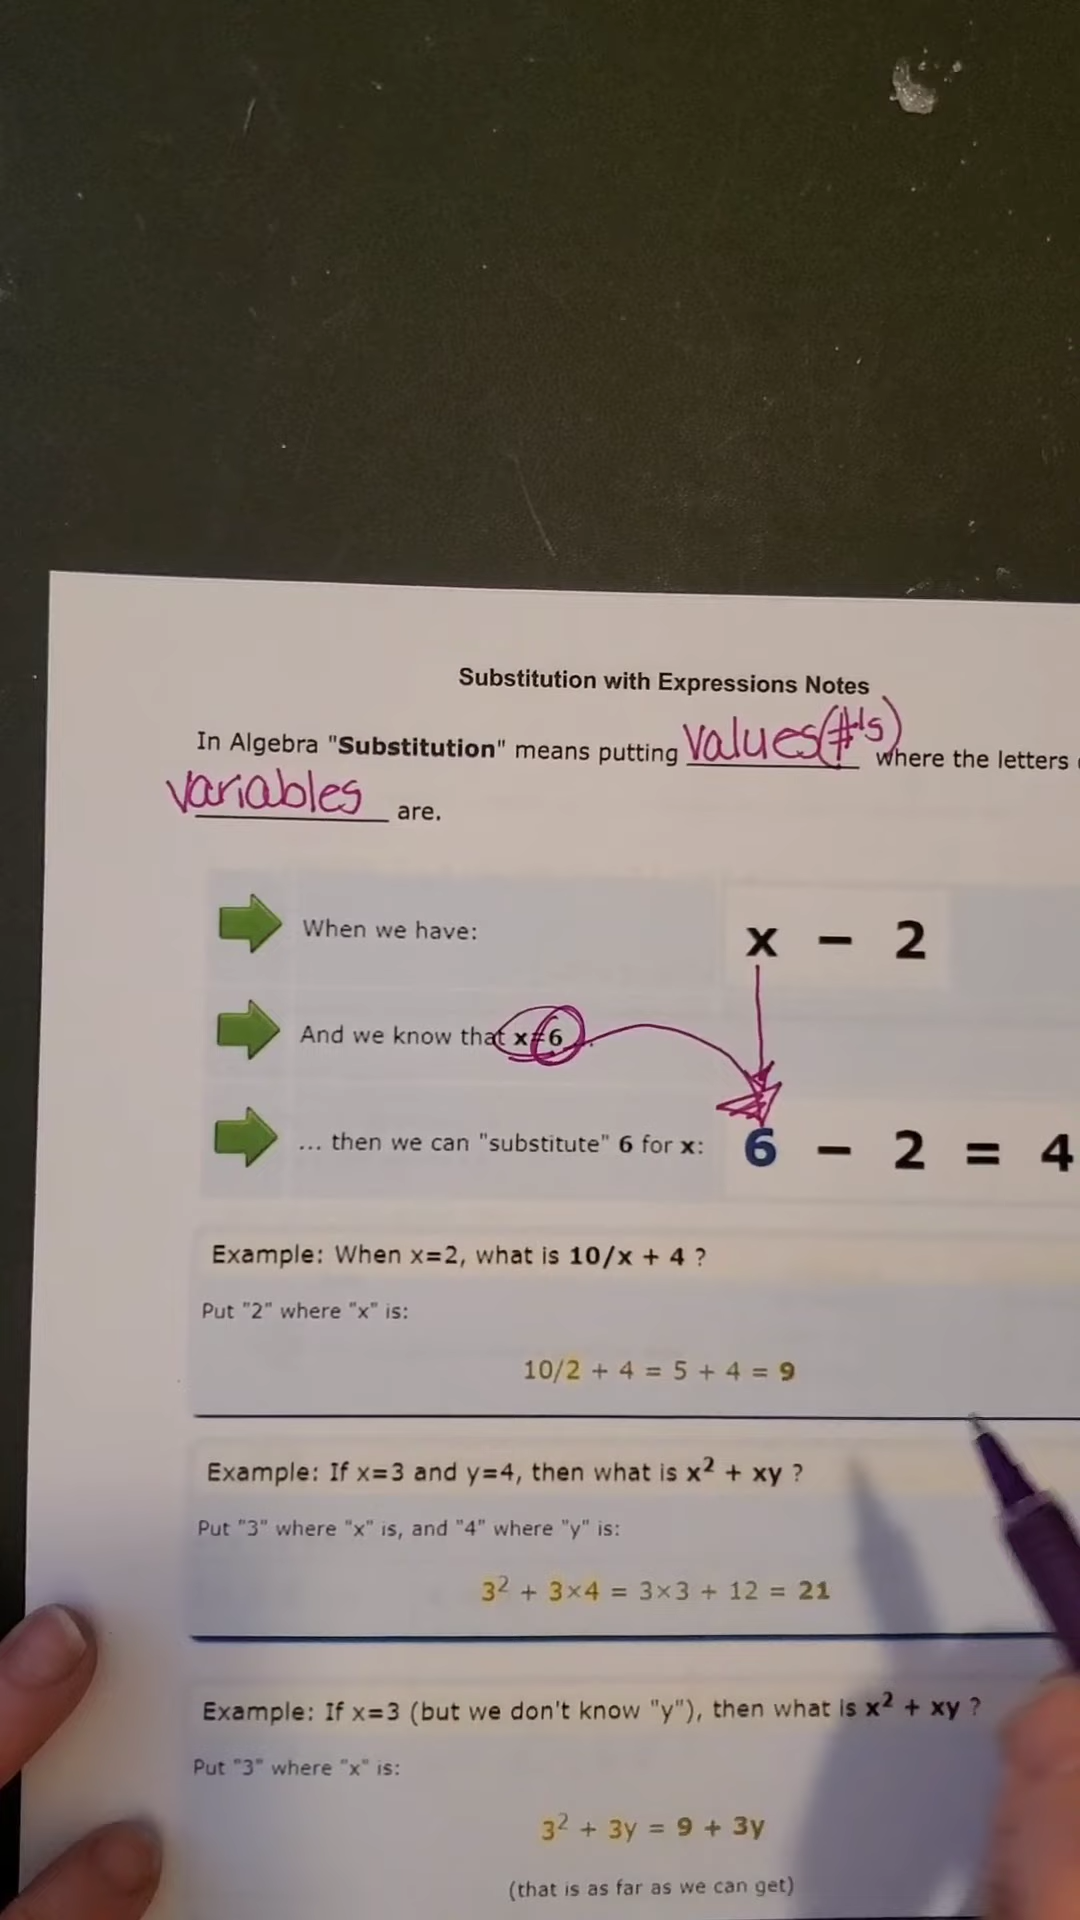 Substitution with Expressions Notes
In Algebra "Substitution" means putting values(#'s) where the letters
variables are.
When we have: x − 2
And we know that x=6 ...
... then we can "substitute" 6 for x: 6 − 2 = 4
Example: When x=2, what is 10/x + 4 ?
Put "2" where "x" is:
10/2 + 4 = 5 + 4 = 9
Example: If x=3 and y=4, then what is x² + xy ?
Put "3" where "x" is, and "4" where "y" is:
3² + 3×4 = 3×3 + 12 = 21
Example: If x=3 (but we don't know "y"), then what is x² + xy ?
Put "3" where "x" is:
3² + 3y = 9 + 3y
(that is as far as we can get)